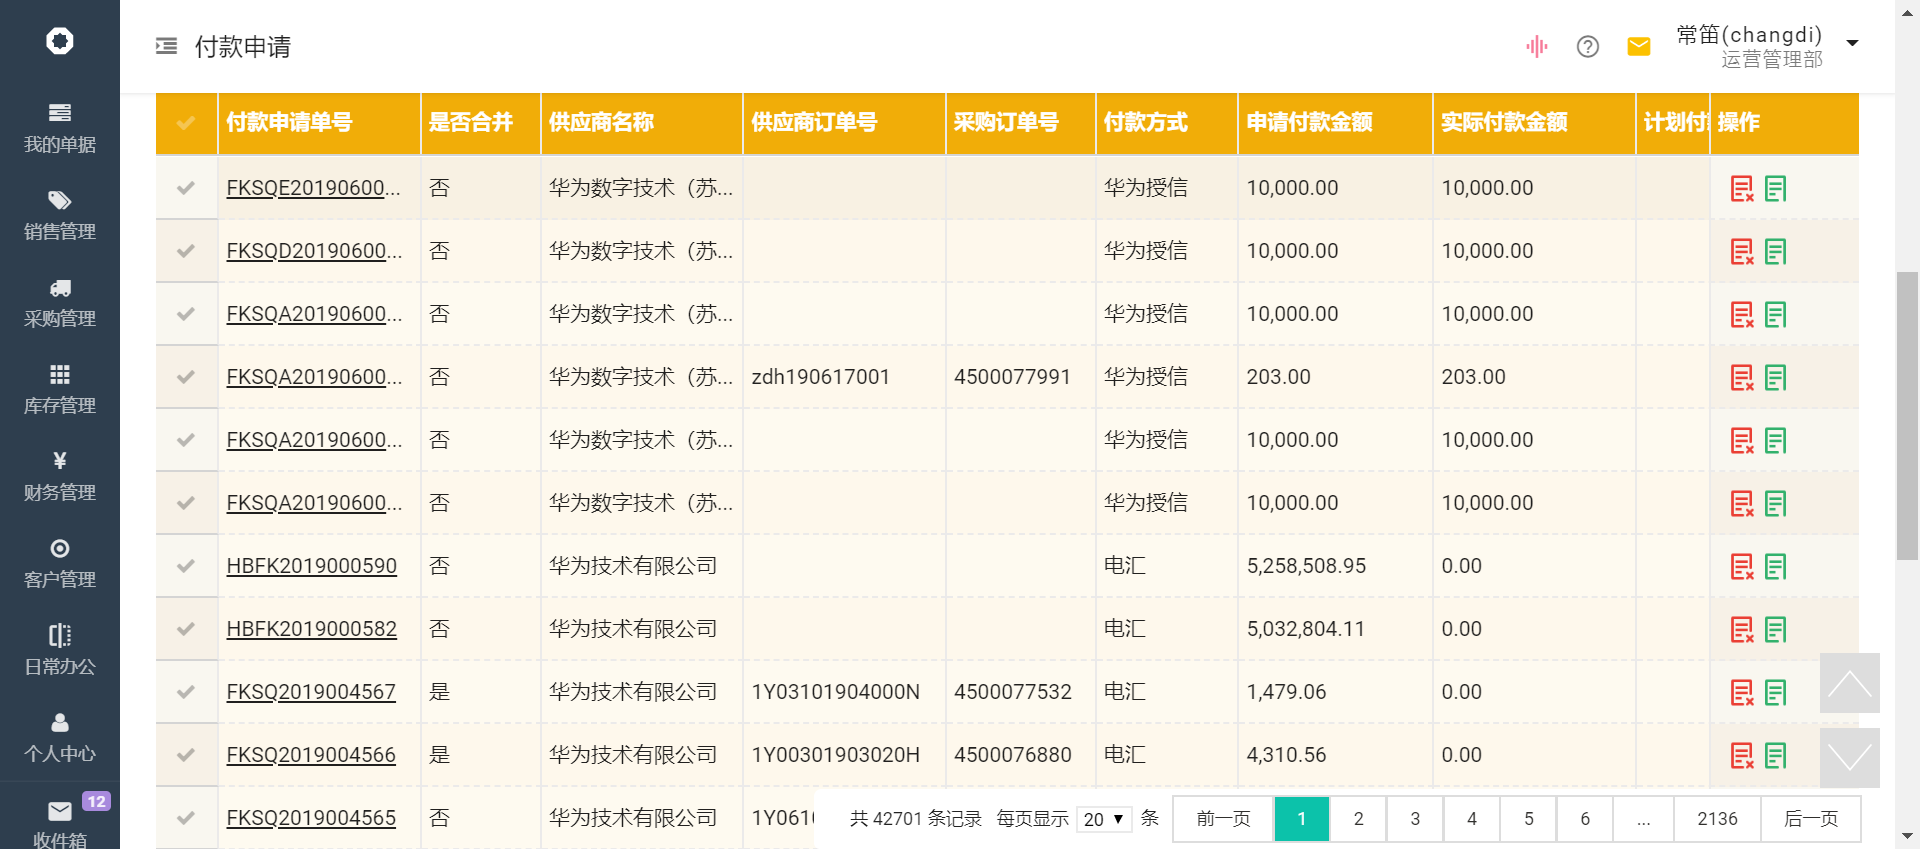 付款申请
常笛(changdi)
运营管理部
我的单据
销售管理
采购管理
库存管理
财务管理
客户管理
日常办公
个人中心
12
收件箱
付款申请单号 是否合并 供应商名称 供应商订单号 采购订单号 付款方式 申请付款金额 实际付款金额 计划付 操作
FKSQE20190600... 否 华为数字技术（苏... 华为授信 10,000.00 10,000.00
FKSQD20190600... 否 华为数字技术（苏... 华为授信 10,000.00 10,000.00
FKSQA20190600... 否 华为数字技术（苏... 华为授信 10,000.00 10,000.00
FKSQA20190600... 否 华为数字技术（苏... zdh190617001 4500077991 华为授信 203.00 203.00
FKSQA20190600... 否 华为数字技术（苏... 华为授信 10,000.00 10,000.00
FKSQA20190600... 否 华为数字技术（苏... 华为授信 10,000.00 10,000.00
HBFK2019000590 否 华为技术有限公司 电汇 5,258,508.95 0.00
HBFK2019000582 否 华为技术有限公司 电汇 5,032,804.11 0.00
FKSQ2019004567 是 华为技术有限公司 1Y03101904000N 4500077532 电汇 1,479.06 0.00
FKSQ2019004566 是 华为技术有限公司 1Y00301903020H 4500076880 电汇 4,310.56 0.00
FKSQ2019004565 否 华为技术有限公司 1Y061
共 42701 条记录 每页显示 20 条 前一页 1 2 3 4 5 6 ... 2136 后一页